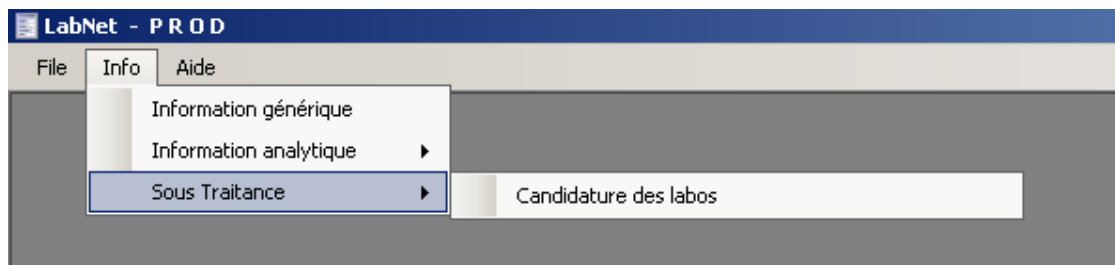 LabNet - P R O D
File Info Aide
Information générique
Information analytique
Sous Traitance
Candidature des labos